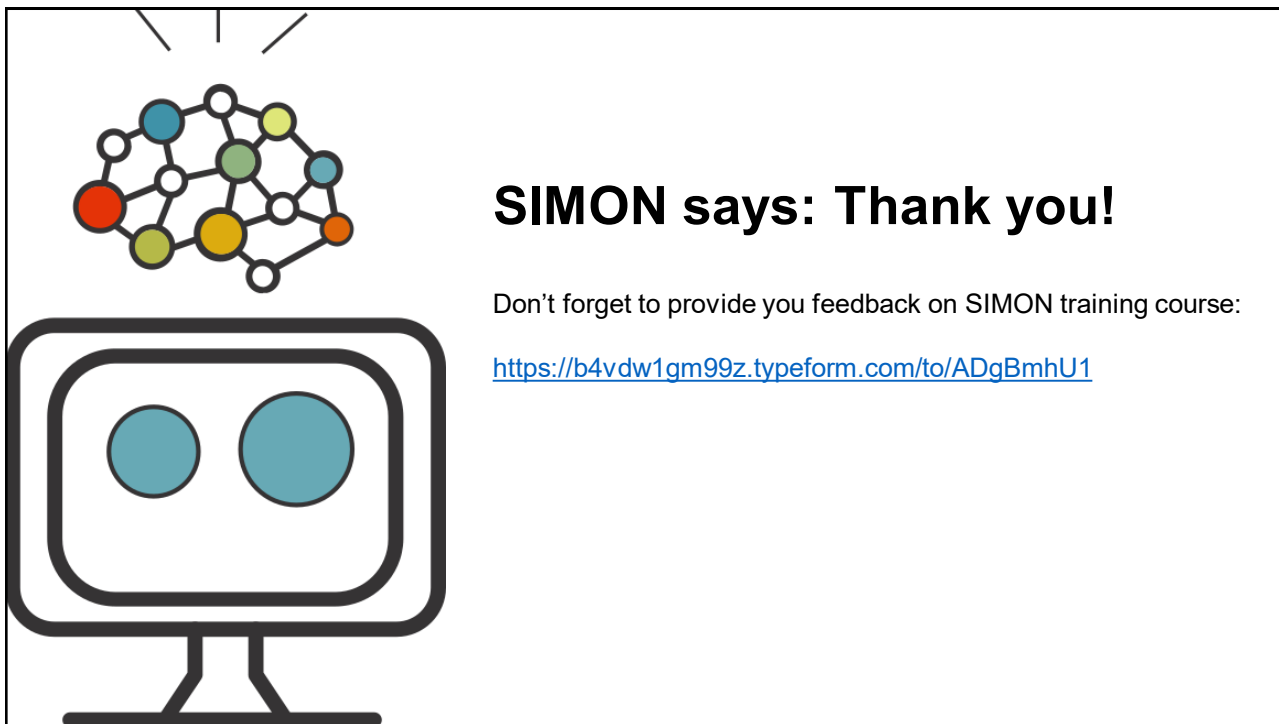 SIMON says: Thank you!
Don’t forget to provide you feedback on SIMON training course:
https://b4vdw1gm99z.typeform.com/to/ADgBmhU1